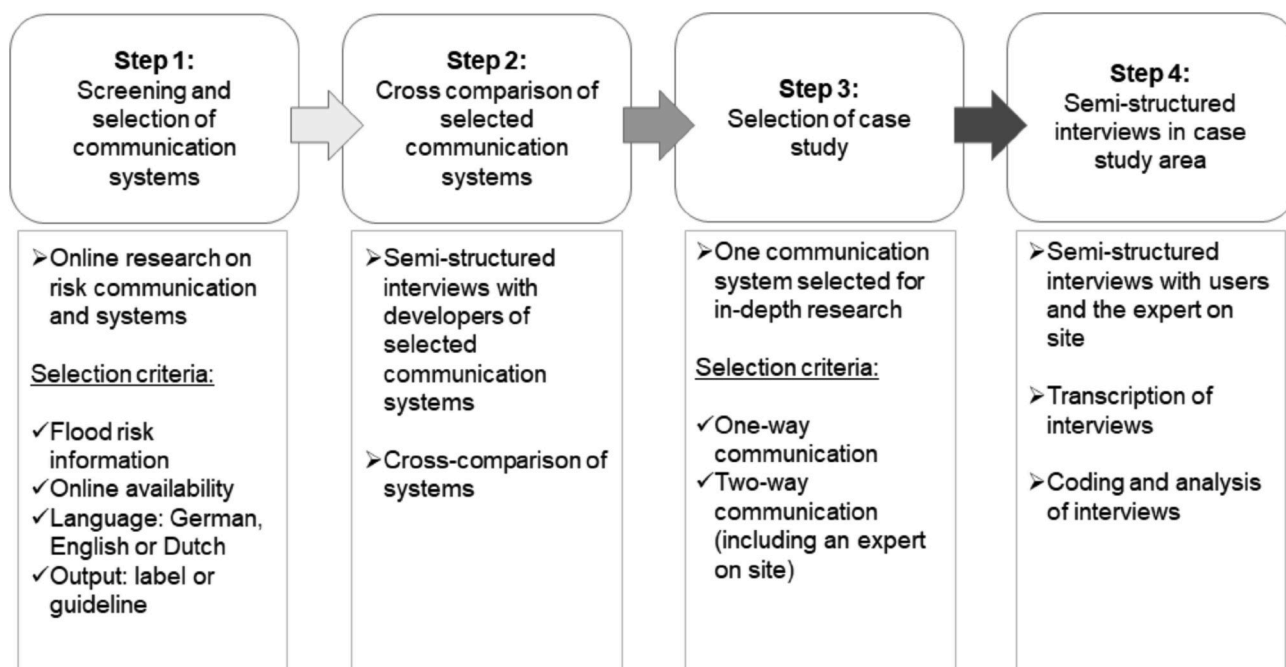 Step 1:
Screening and
selection of
communication
systems
Step 2:
Cross comparison of
selected
communication
systems
Step 3:
Selection of case
study
Step 4:
Semi-structured
interviews in case
study area
➢Online research on
risk communication
and systems
Selection criteria:
✓Flood risk
information
✓Online availability
✓Language: German,
English or Dutch
✓Output: label or
guideline
➢Semi-structured
interviews with
developers of
selected
communication
systems
➢Cross-comparison of
systems
➢One communication
system selected for
in-depth research
Selection criteria:
✓One-way
communication
✓Two-way
communication
(including an expert
on site)
➢Semi-structured
interviews with users
and the expert on
site
➢Transcription of
interviews
➢Coding and analysis
of interviews